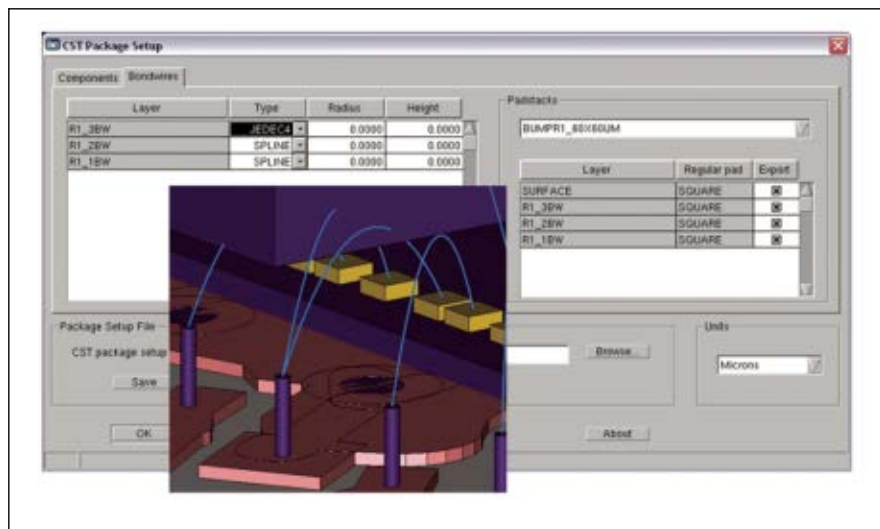 CST Package Setup
Components Bondwires
Layer Type Radius Height
R1_3BW JEDEC4 0.0000 0.0000
R1_2BW SPLINE 0.0000 0.0000
R1_1BW SPLINE 0.0000 0.0000
Padstacks
BUMPR1_60X60UM
Layer Regular pad Export
SURFACE SQUARE
R1_3BW SQUARE
R1_2BW SQUARE
R1_1BW SQUARE
Package Setup File
CST package setup
Browse...
Save
Units
Microns
OK
About